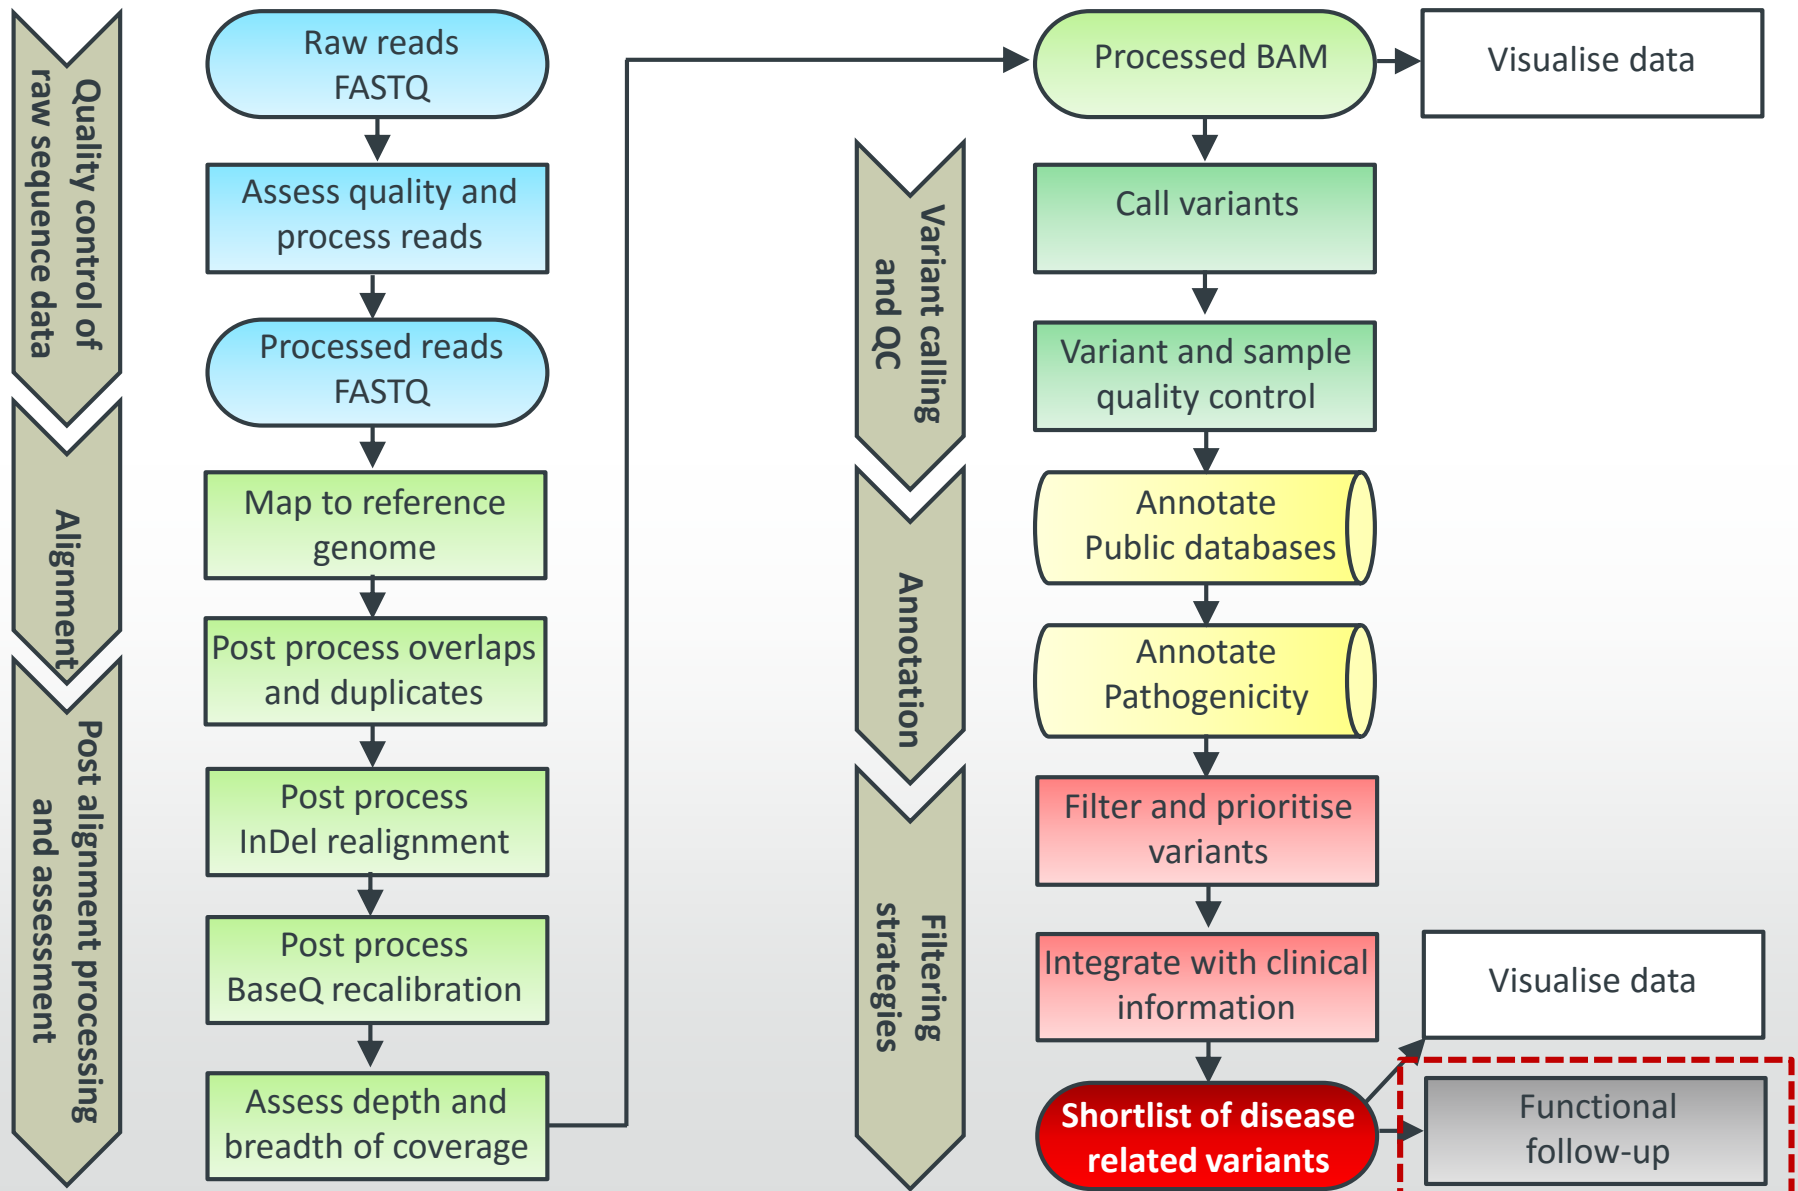 Quality control of
raw sequence data
Alignment
Post alignment processing
and assessment
Raw reads
FASTQ
Assess quality and
process reads
Processed reads
FASTQ
Map to reference
genome
Post process overlaps
and duplicates
Post process
InDel realignment
Post process
BaseQ recalibration
Assess depth and
breadth of coverage
Variant calling
and QC
Annotation
Filtering
strategies
Processed BAM
Visualise data
Call variants
Variant and sample
quality control
Annotate
Public databases
Annotate
Pathogenicity
Filter and prioritise
variants
Integrate with clinical
information
Shortlist of disease
related variants
Visualise data
Functional
follow-up